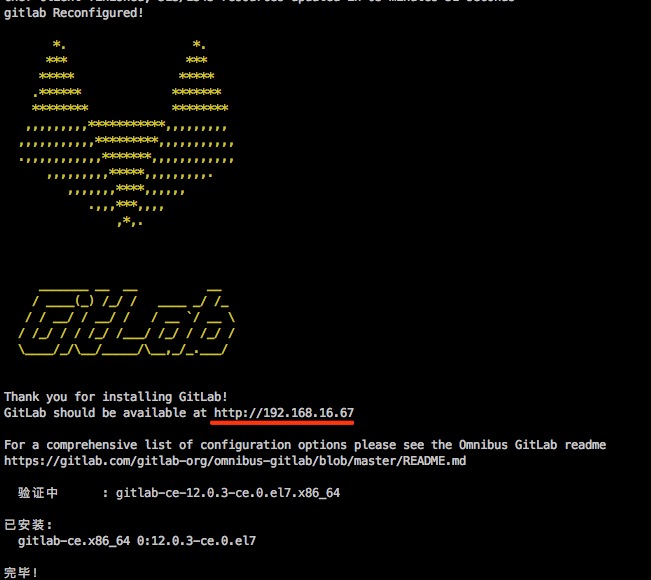 gitlab Reconfigured!
Thank you for installing GitLab!
GitLab should be available at http://192.168.16.67
For a comprehensive list of configuration options please see the Omnibus GitLab readme
https://gitlab.com/gitlab-org/omnibus-gitlab/blob/master/README.md
验证中 : gitlab-ce-12.0.3-ce.0.el7.x86_64
已安装:
gitlab-ce.x86_64 0:12.0.3-ce.0.el7
完毕!